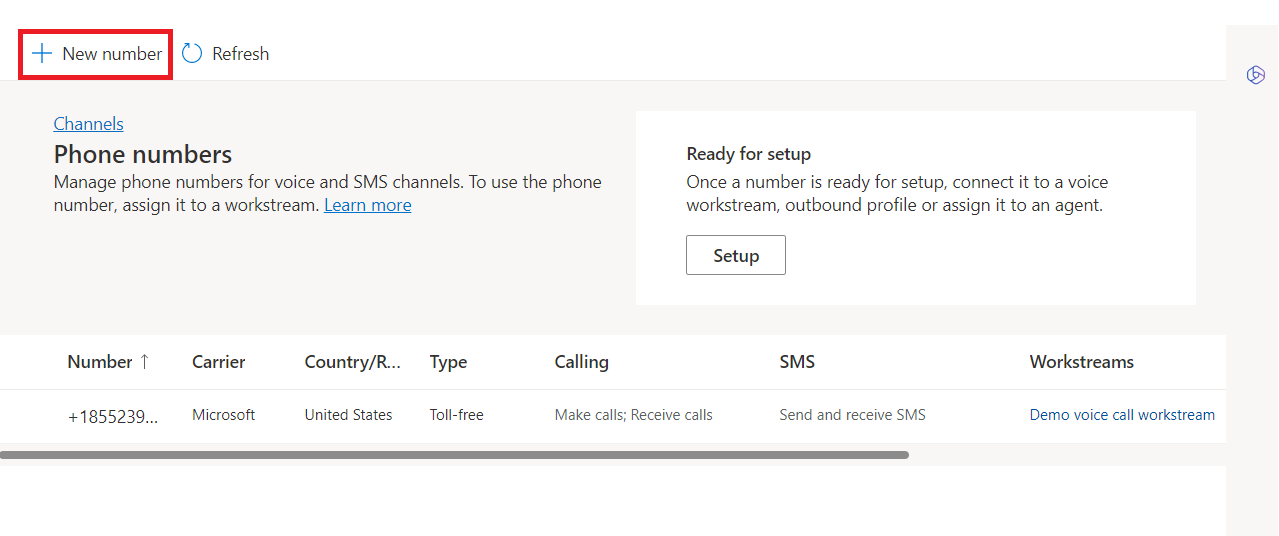 New number Refresh
Channels
Phone numbers
Manage phone numbers for voice and SMS channels. To use the phone
number, assign it to a workstream. Learn more
Ready for setup
Once a number is ready for setup, connect it to a voice
workstream, outbound profile or assign it to an agent.
Setup
Number ↑ Carrier Country/R... Type Calling SMS Workstreams
+1855239... Microsoft United States Toll-free Make calls; Receive calls Send and receive SMS Demo voice call workstream